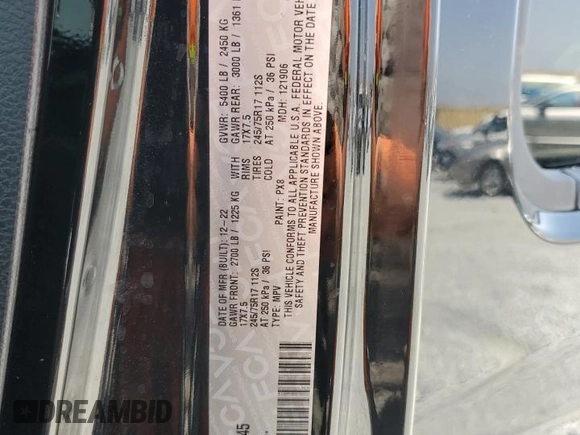 DATE OF MFR (BUILT): 12-22 GVWR: 5400 LB / 2450 KG
GAWR FRONT: 2700 LB / 1225 KG WITH GAWR REAR: 3000 LB / 1361
17X7.5 RIMS 17X7.5
245/75R17 112S TIRES 245/75R17 112S
AT 250 kPa / 36 PSI COLD AT 250 kPa / 36 PSI
TYPE: MPV PAINT: PX8 MDH: 121906
THIS VEHICLE CONFORMS TO ALL APPLICABLE U.S.A. FEDERAL MOTOR VEH
SAFETY AND THEFT PREVENTION STANDARDS IN EFFECT ON THE DATE
MANUFACTURE SHOWN ABOVE.
45
DREAMBID